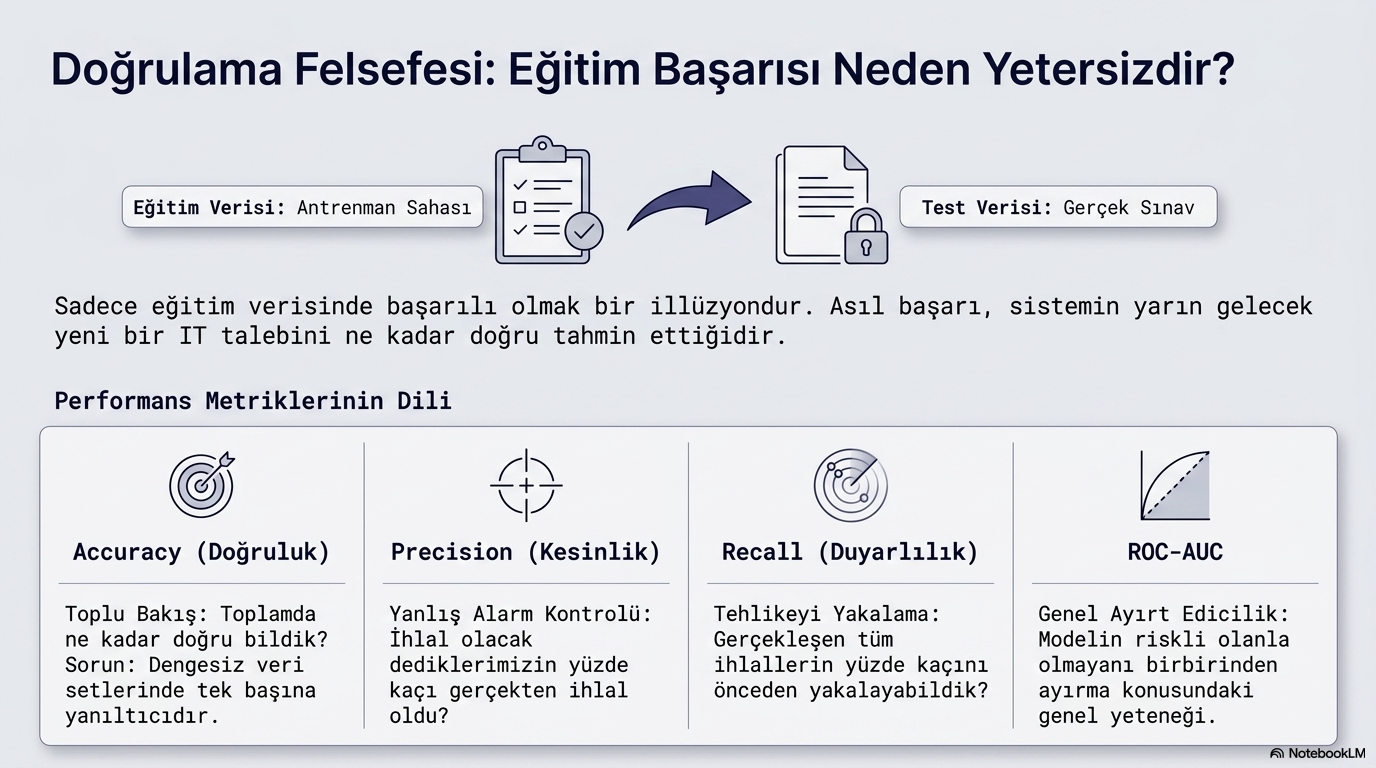 Doğrulama Felsefesi: Eğitim Başarısı Neden Yetersizdir?
Eğitim Verisi: Antrenman Sahası
Test Verisi: Gerçek Sınav
Sadece eğitim verisinde başarılı olmak bir illüzyondur. Asıl başarı, sistemin yarın gelecek
yeni bir IT talebini ne kadar doğru tahmin ettiğidir.
Performans Metriklerinin Dili
Accuracy (Doğruluk)
Toplu Bakış: Toplamda
ne kadar doğru bildik?
Sorun: Dengesiz veri
setlerinde tek başına
yanıltıcıdır.
Precision (Kesinlik)
Yanlış Alarm Kontrolü:
İhlal olacak
dediklerimizin yüzde
kaçı gerçekten ihlal
oldu?
Recall (Duyarlılık)
Tehlikeyi Yakalama:
Gerçekleşen tüm
ihlallerin yüzde kaçını
önceden yakalayabildik?
ROC-AUC
Genel Ayırt Edicilik:
Modelin riskli olanla
olmayanı birbirinden
ayırma konusundaki
genel yeteneği.
NotebookLM